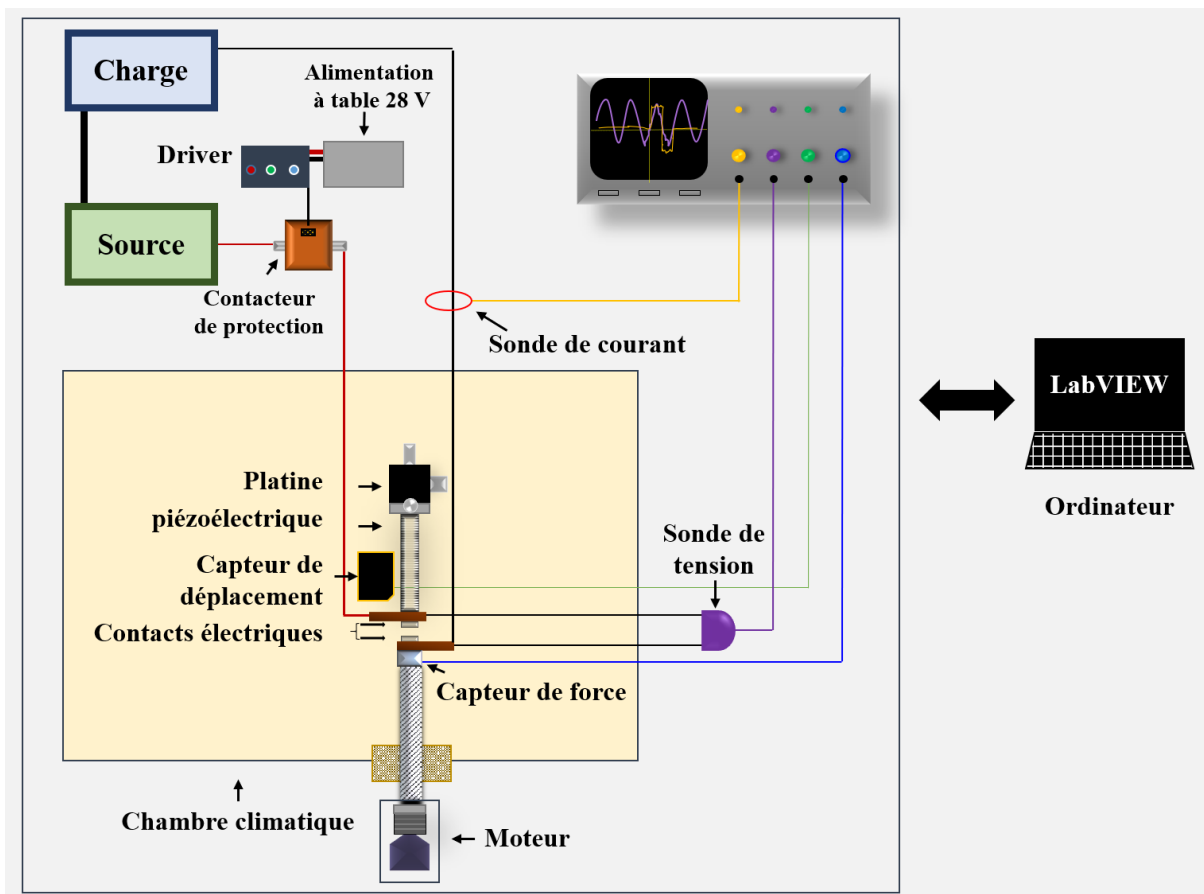 Charge
Alimentation
à table 28 V
Driver
Source
Contacteur
de protection
Sonde de courant
LabVIEW
Ordinateur
Platine
piézoélectrique
Sonde de
tension
Capteur de
déplacement
Contacts électriques
Capteur de force
Chambre climatique
Moteur